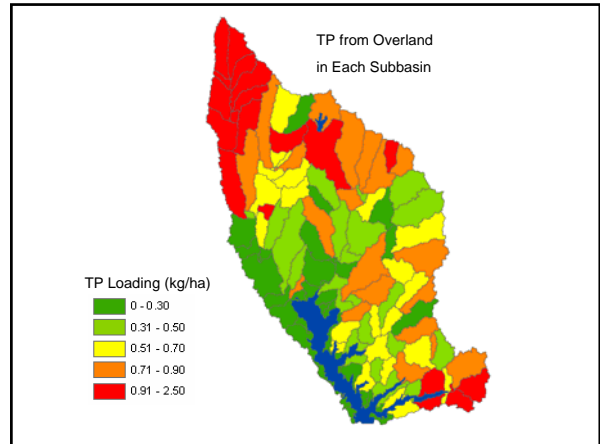 TP from Overland
in Each Subbasin
TP Loading (kg/ha)
0 - 0.30
0.31 - 0.50
0.51 - 0.70
0.71 - 0.90
0.91 - 2.50